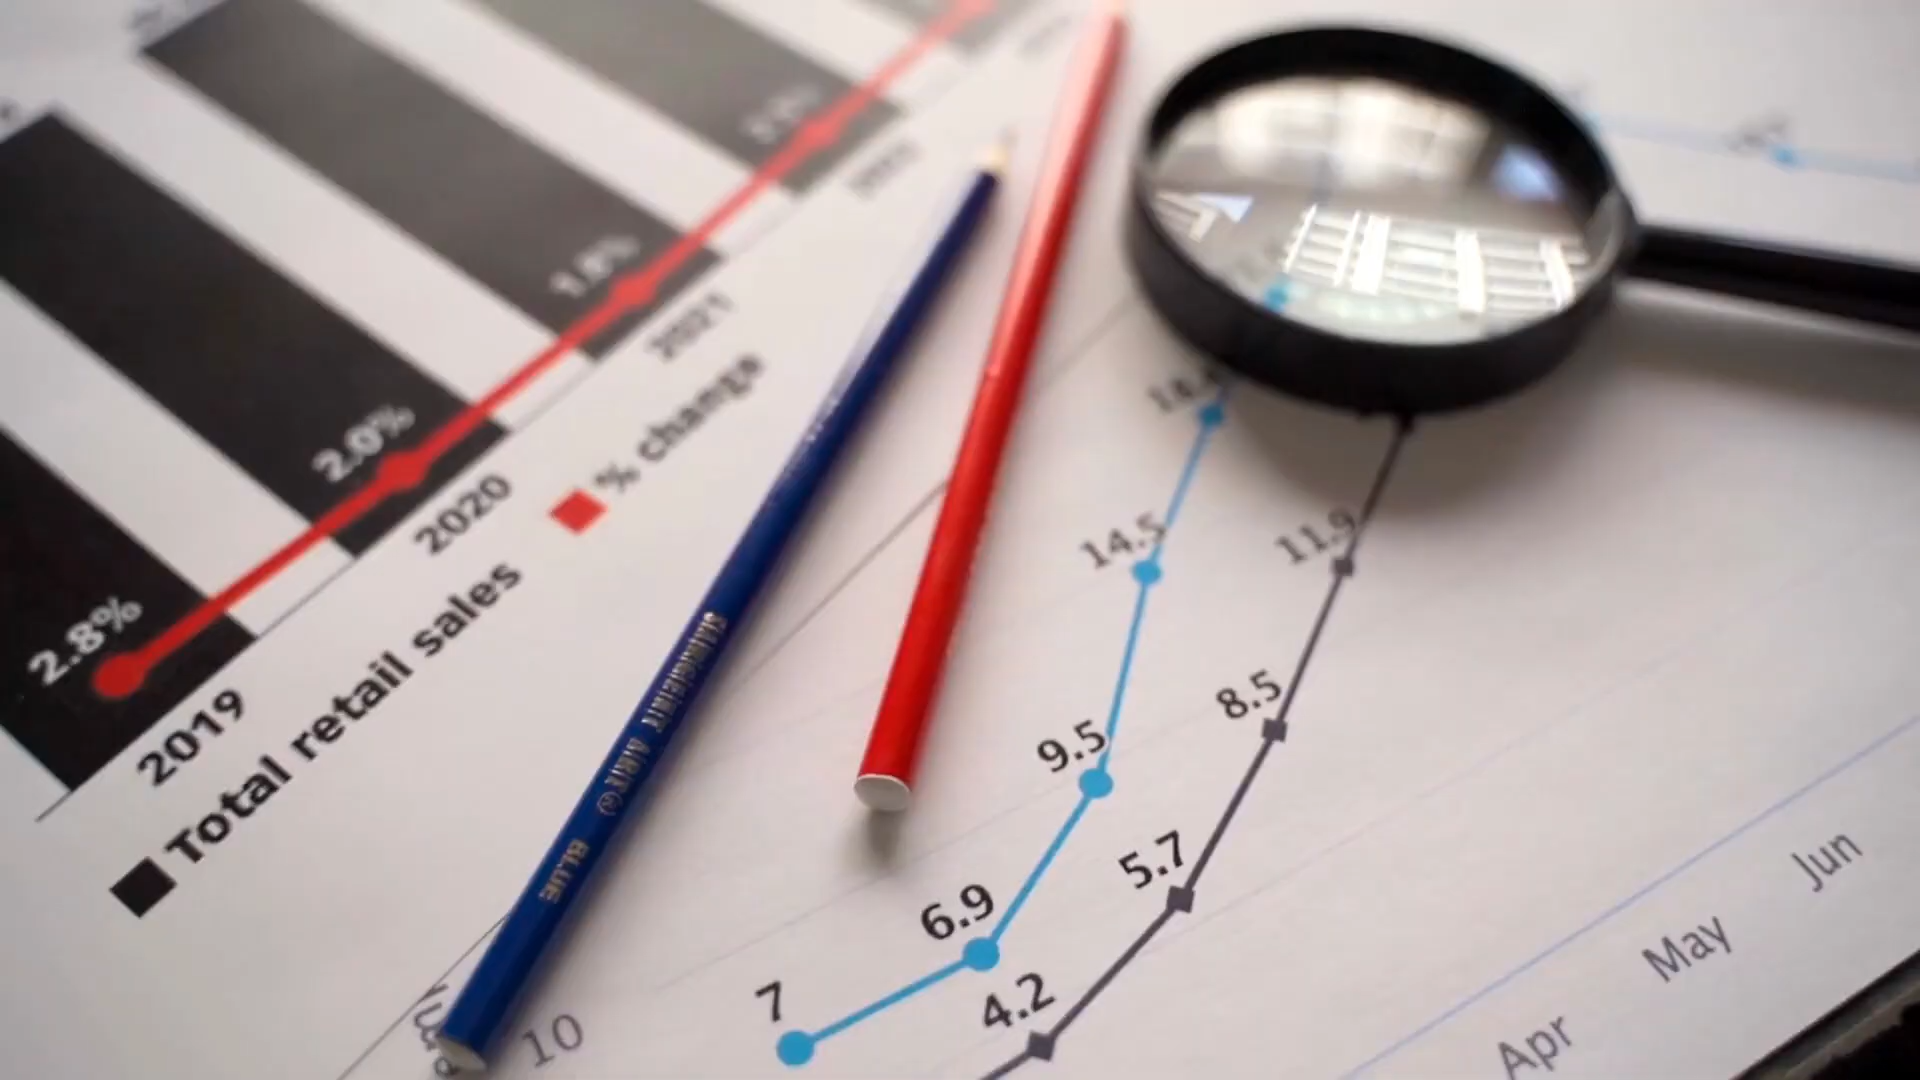 1.8%
2.0%
2.8%
2021
2020
2019
% change
Total retail sales
BLUE
14.5
11.9
9.5
8.5
6.9
5.7
7
4.2
10
Jun
May
Apr